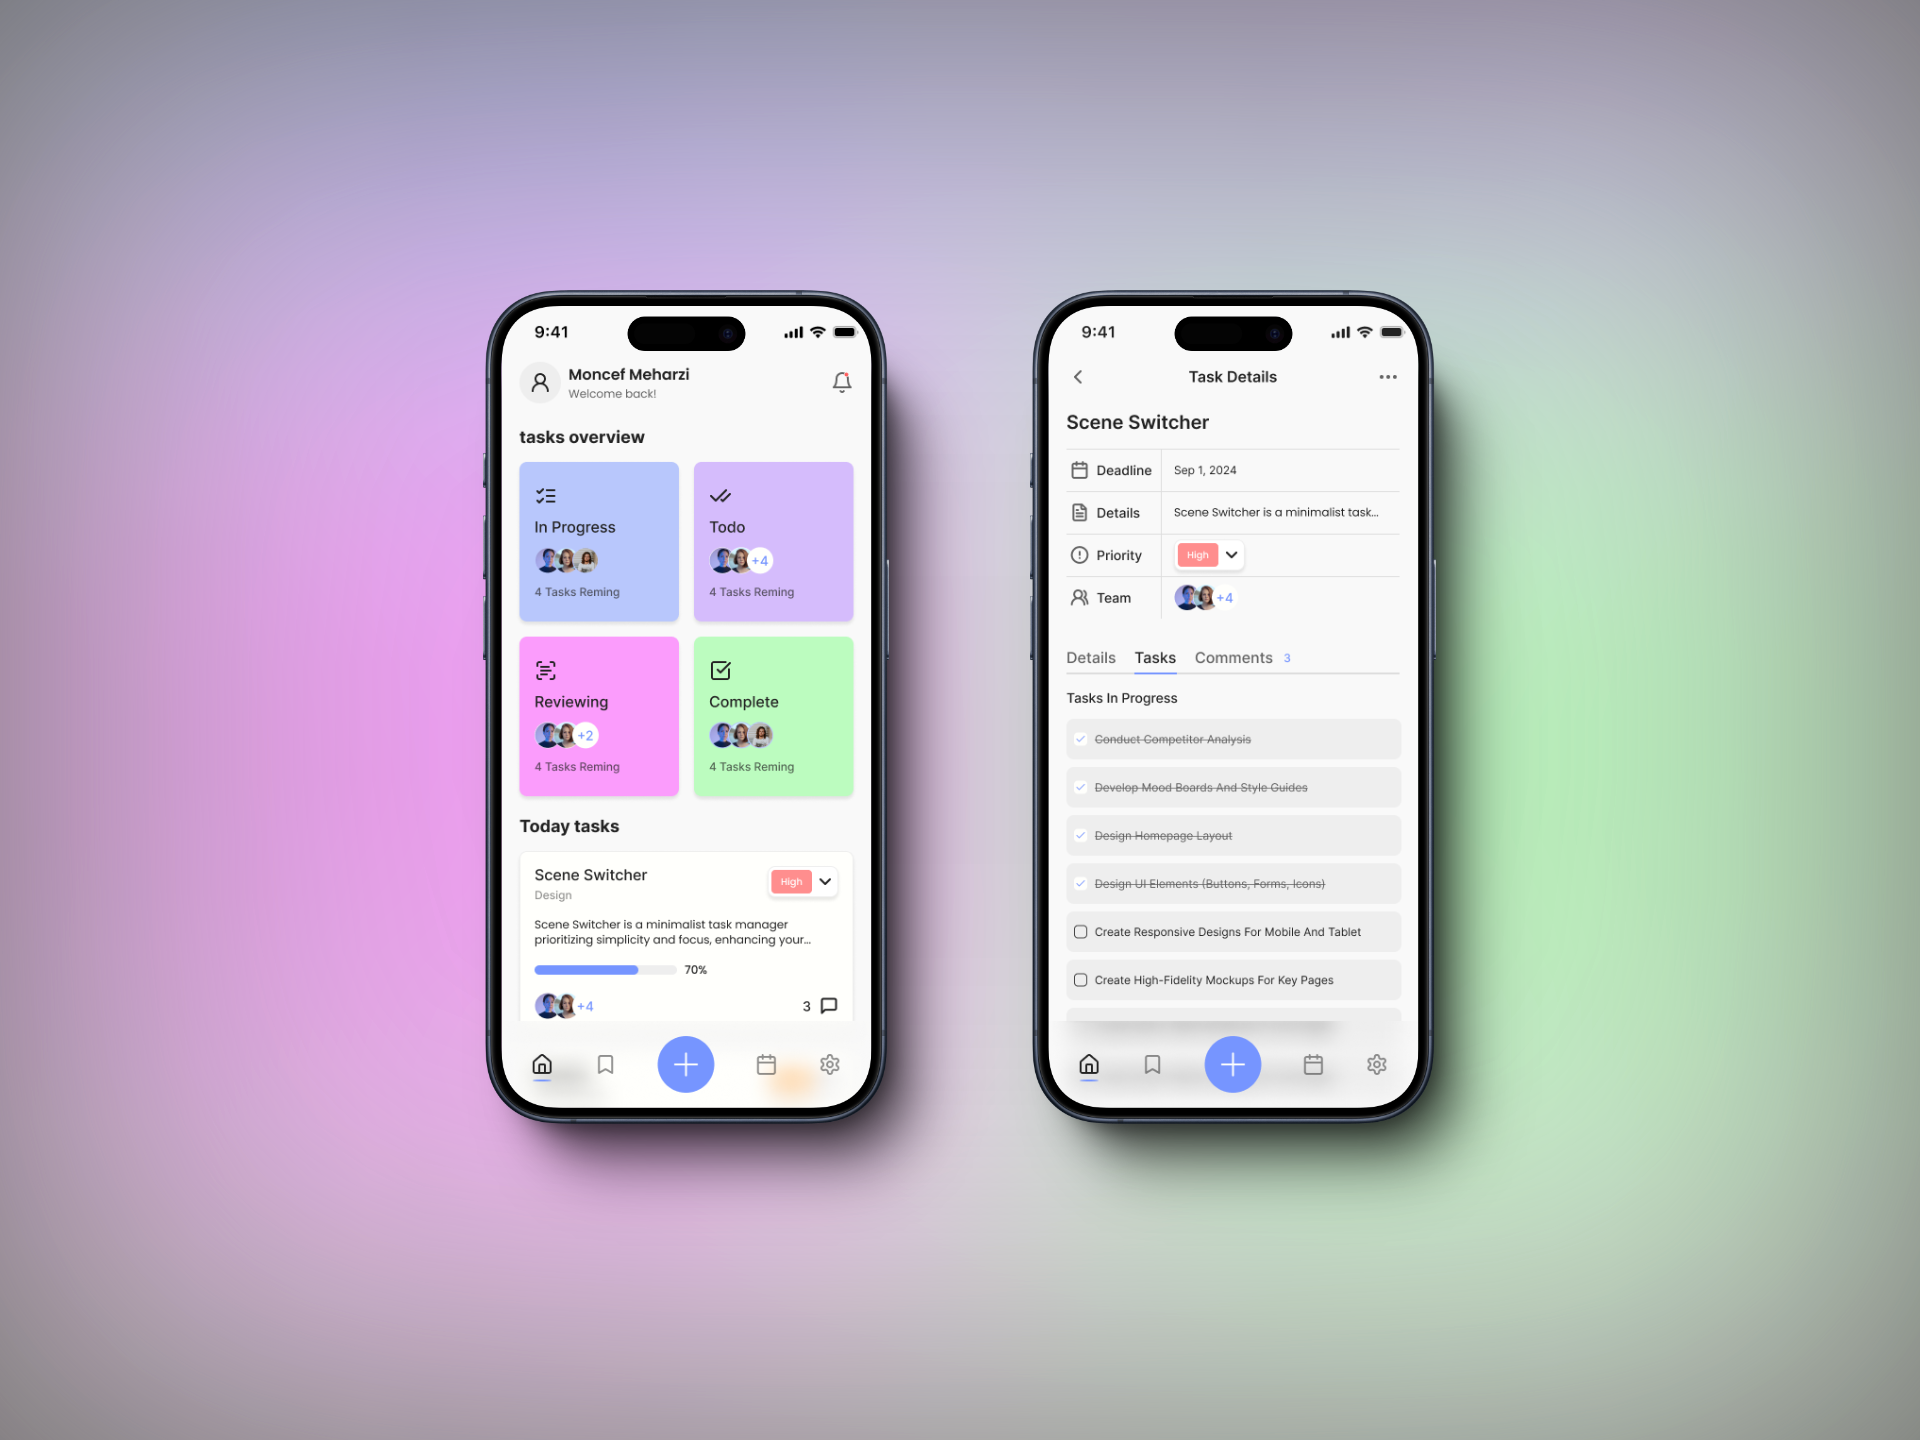 9:41
Moncef Meharzi
Welcome back!
tasks overview
In Progress
4 Tasks Reming
Todo
+4
4 Tasks Reming
Reviewing
+2
4 Tasks Reming
Complete
4 Tasks Reming
Today tasks
Scene Switcher
High
Design
Scene Switcher is a minimalist task manager
prioritizing simplicity and focus, enhancing your...
70%
+4
3
9:41
Task Details
Scene Switcher
Deadline
Sep 1, 2024
Details
Scene Switcher is a minimalist task...
Priority
High
Team
+4
Details Tasks Comments 3
Tasks In Progress
Conduct Competitor Analysis
Develop Mood Boards And Style Guides
Design Homepage Layout
Design UI Elements (Buttons, Forms, Icons)
Create Responsive Designs For Mobile And Tablet
Create High-Fidelity Mockups For Key Pages